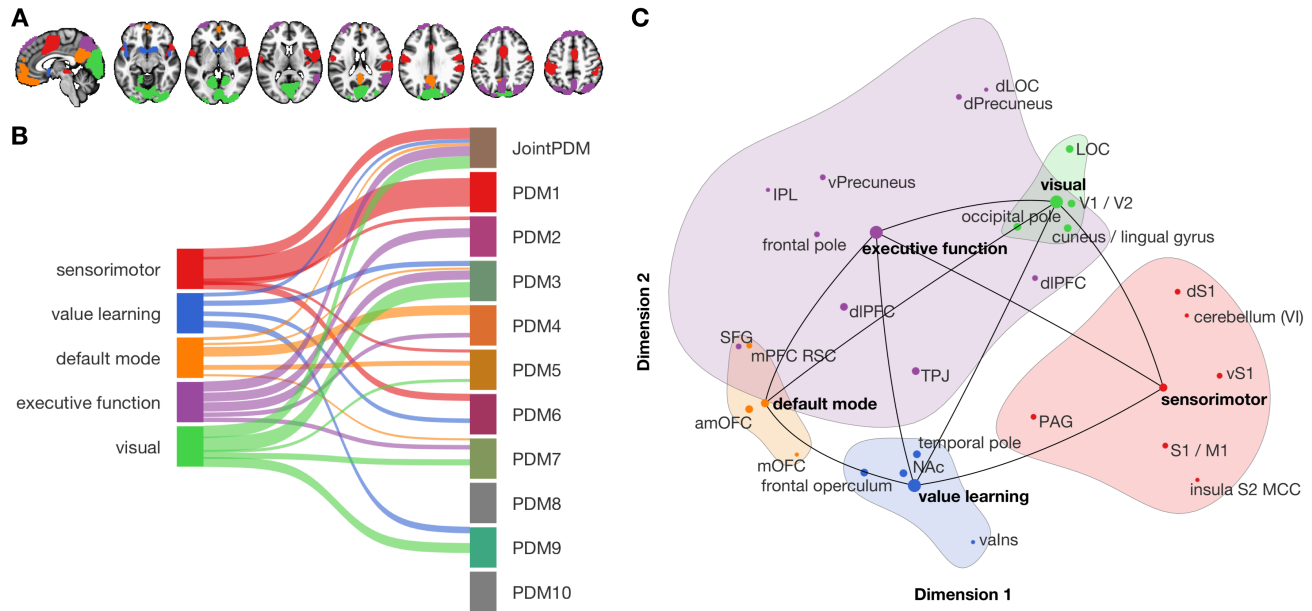 A
B
sensorimotor
value learning
default mode
executive function
visual
JointPDM
PDM1
PDM2
PDM3
PDM4
PDM5
PDM6
PDM7
PDM8
PDM9
PDM10
C
Dimension 2
dLOC
dPrecuneus
LOC
visual
V1 / V2
IPL
vPrecuneus
occipital pole
cuneus / lingual gyrus
frontal pole
executive function
dlPFC
dS1
cerebellum (VI)
dlPFC
SFG
mPFC RSC
TPJ
vS1
sensorimotor
default mode
amOFC
PAG
temporal pole
S1 / M1
mOFC
NAc
frontal operculum
value learning
insula S2 MCC
vaIns
Dimension 1